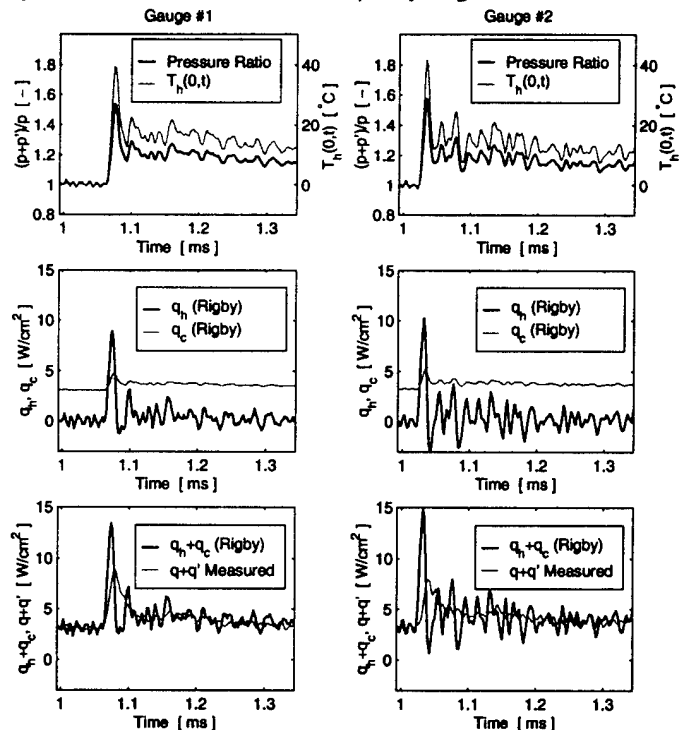 Gauge #1
Gauge #2
(p+p')/p [ – ]
1.8
1.6
1.4
1.2
1
0.8
Pressure Ratio
T_h(0,t)
40
20
0
T_h(0,t) [ °C ]
1
1.1
1.2
1.3
Time [ ms ]
(p+p')/p [ – ]
1.8
1.6
1.4
1.2
1
0.8
Pressure Ratio
T_h(0,t)
40
20
0
T_h(0,t) [ °C ]
1
1.1
1.2
1.3
Time [ ms ]
q_h, q_c [ W/cm²]
15
10
5
0
q_h (Rigby)
q_c (Rigby)
1
1.1
1.2
1.3
Time [ ms ]
q_h, q_c [ W/cm²]
15
10
5
0
q_h (Rigby)
q_c (Rigby)
1
1.1
1.2
1.3
Time [ ms ]
q_h+q_c, q+q' [ W/cm²]
15
10
5
0
q_h+q_c (Rigby)
q+q' Measured
1
1.1
1.2
1.3
Time [ ms ]
q_h+q_c, q+q' [ W/cm²]
15
10
5
0
q_h+q_c (Rigby)
q+q' Measured
1
1.1
1.2
1.3
Time [ ms ]